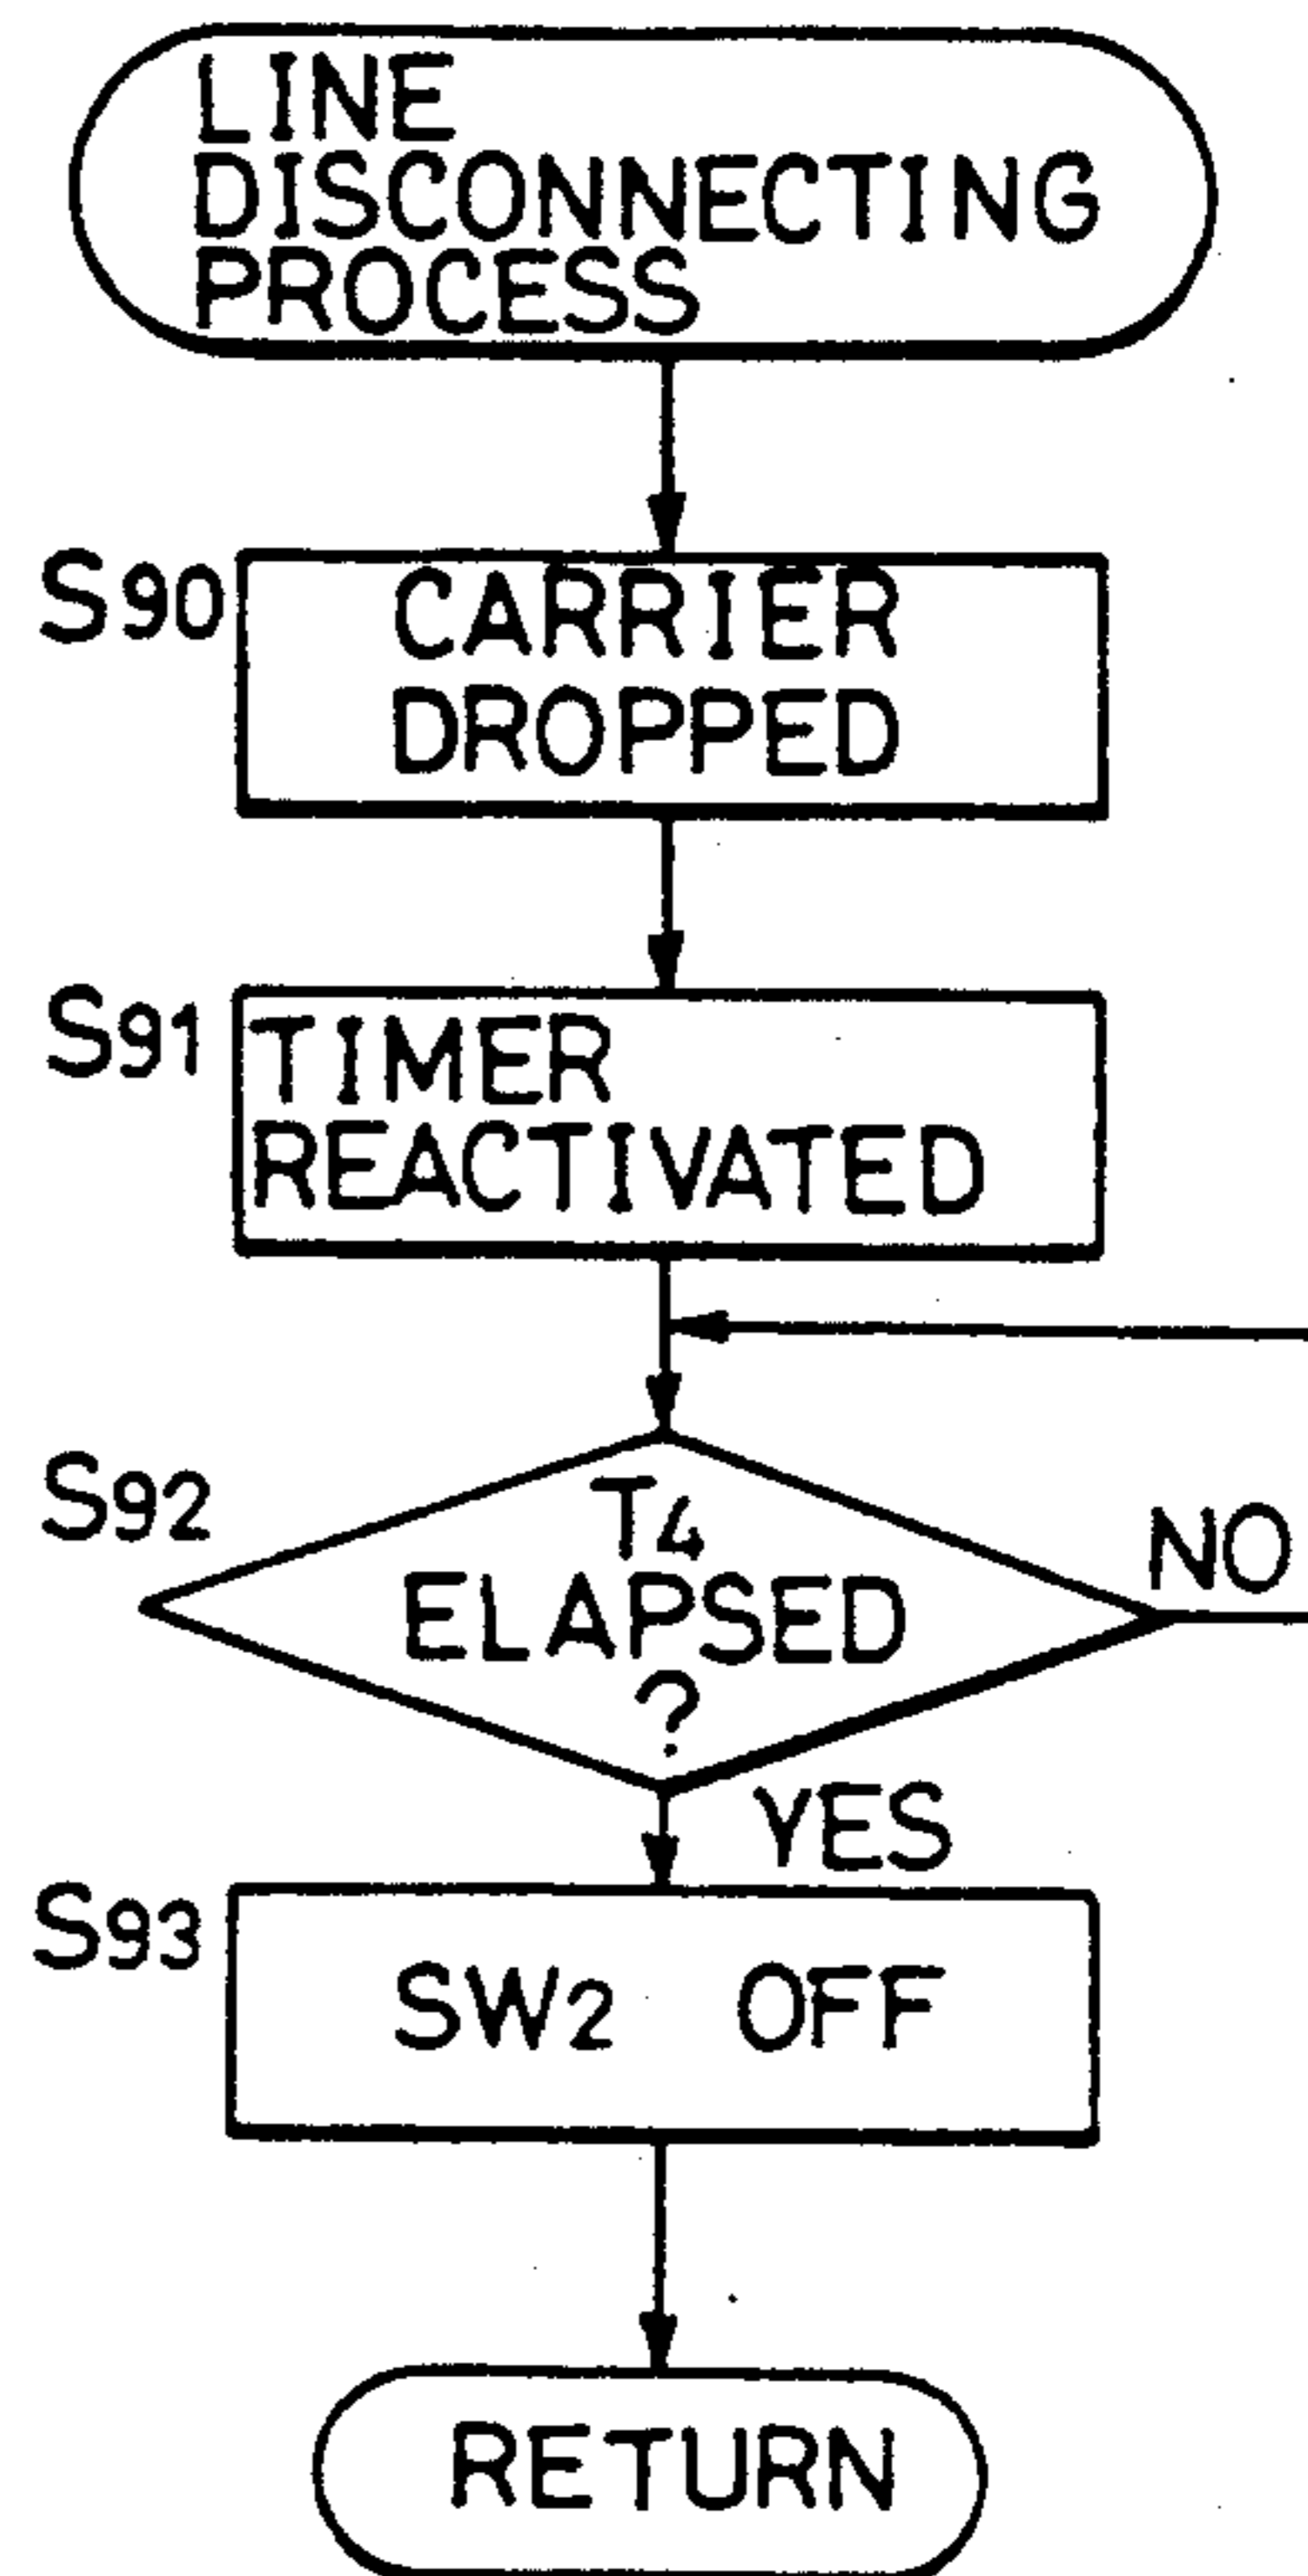 LINE
DISCONNECTING
PROCESS
S90
CARRIER
DROPPED
S91
TIMER
REACTIVATED
S92
T4
ELAPSED
?
NO
YES
S93
SW2 OFF
RETURN